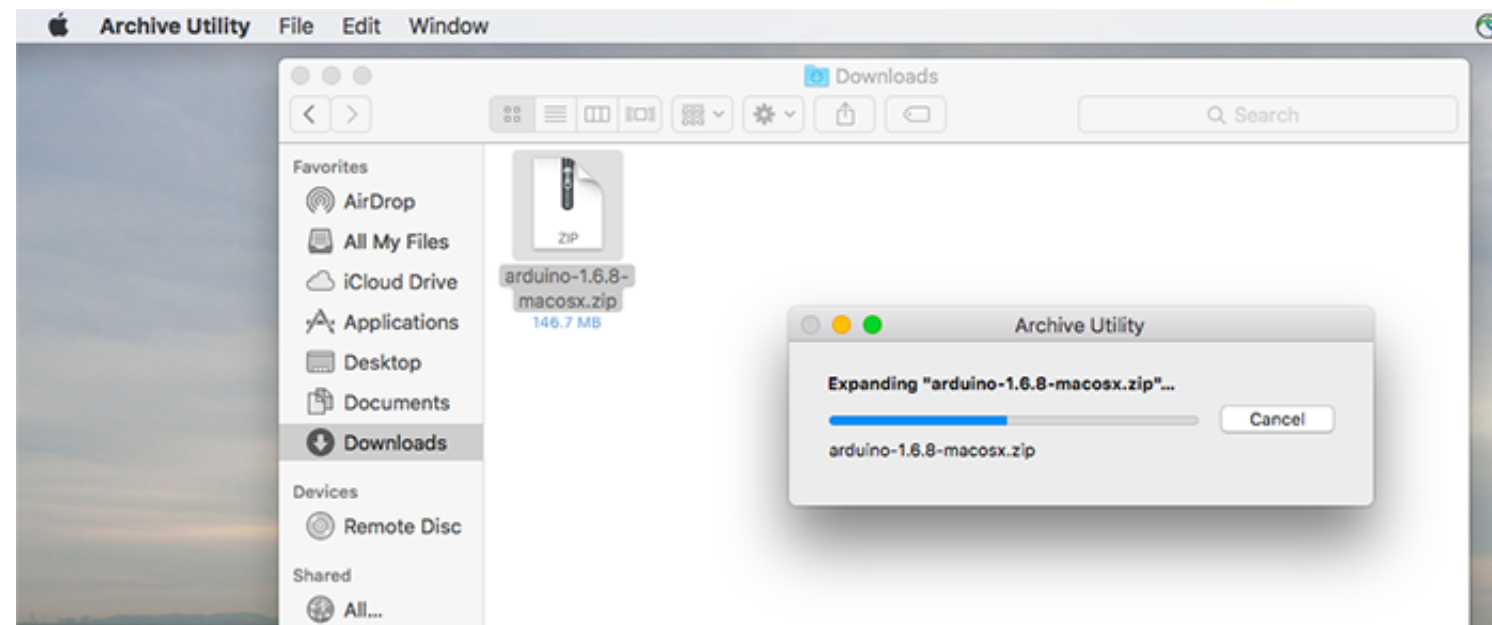 Archive Utility File Edit Window
Downloads
Search
Favorites
AirDrop
All My Files
iCloud Drive
Applications
Desktop
Documents
Downloads
Devices
Remote Disc
Shared
All...
ZIP
arduino-1.6.8-
macosx.zip
146.7 MB
Archive Utility
Expanding "arduino-1.6.8-macosx.zip"...
Cancel
arduino-1.6.8-macosx.zip